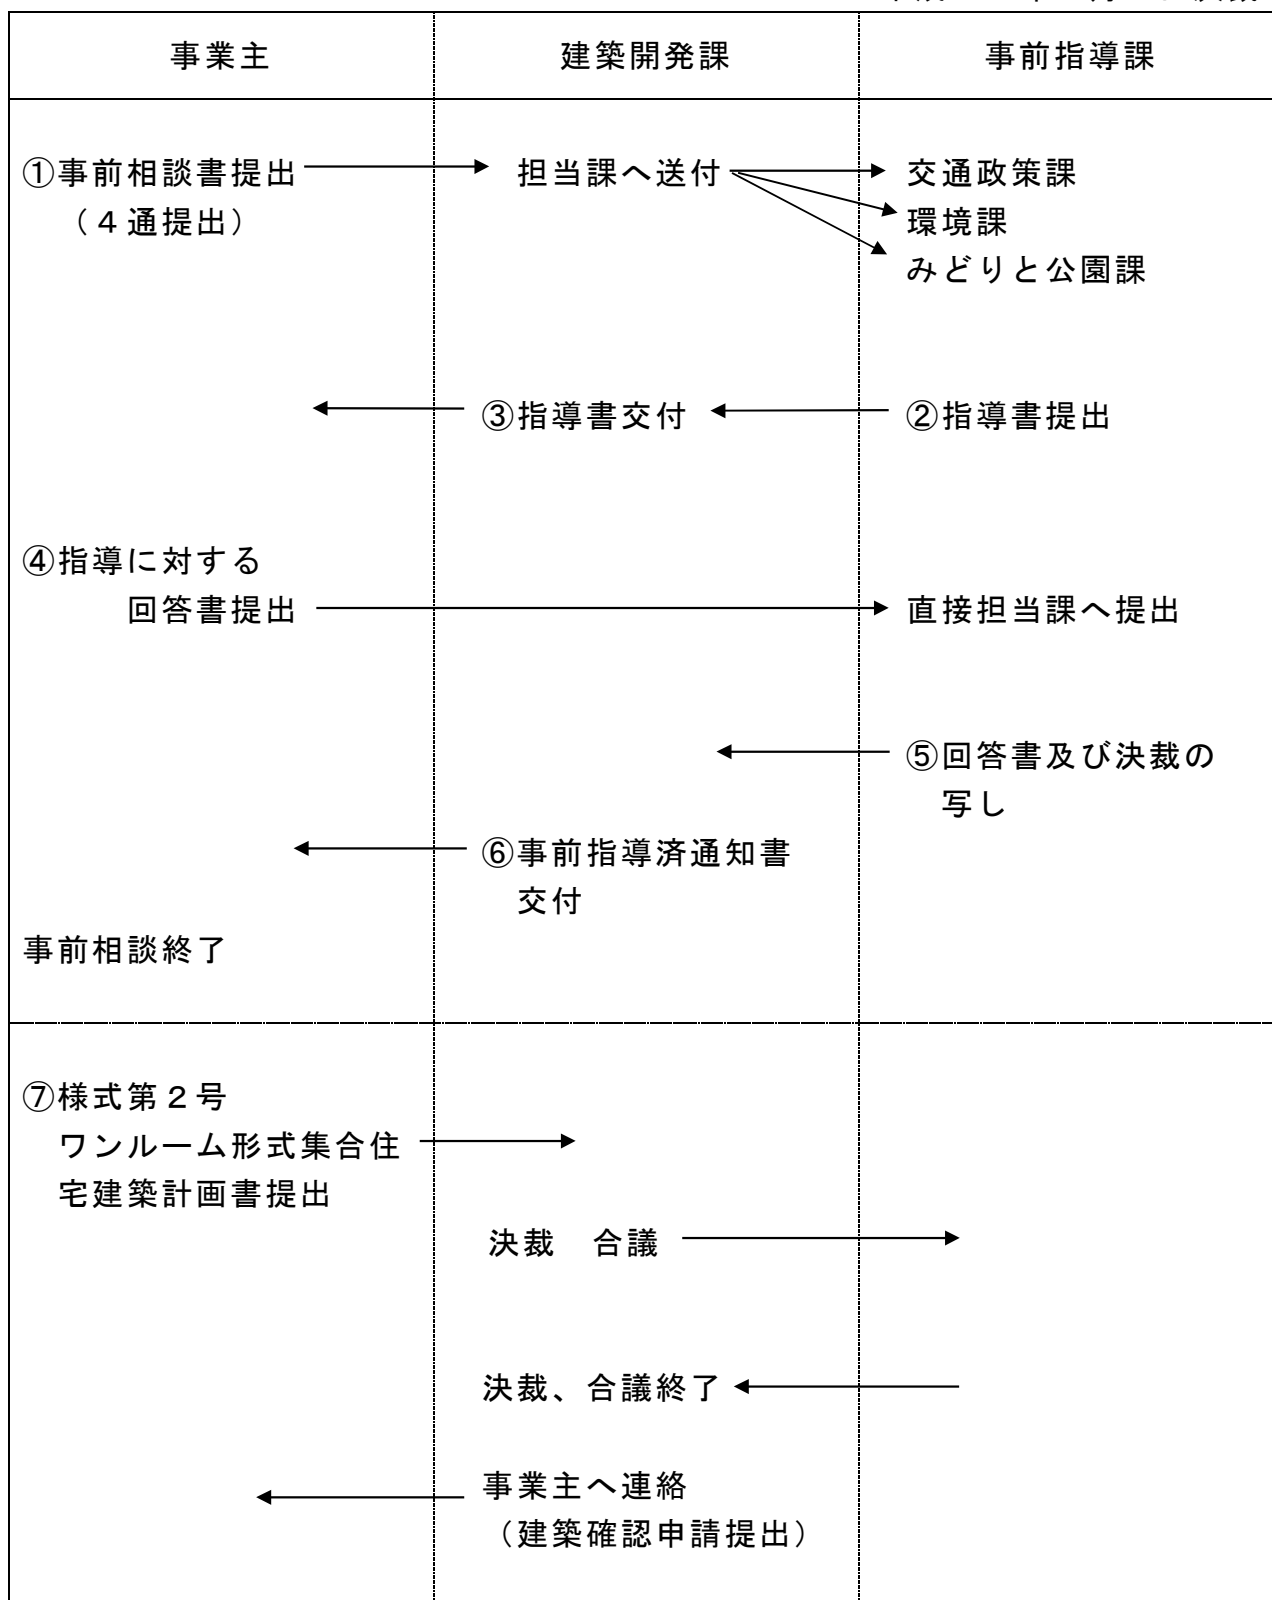 事業主
建築開発課
事前指導課
①事前相談書提出
（４通提出）
担当課へ送付
交通政策課
環境課
みどりと公園課
③指導書交付
②指導書提出
④指導に対する
回答書提出
直接担当課へ提出
⑤回答書及び決裁の
写し
⑥事前指導済通知書
交付
事前相談終了
⑦様式第２号
ワンルーム形式集合住
宅建築計画書提出
決裁　合議
決裁、合議終了
事業主へ連絡
（建築確認申請提出）